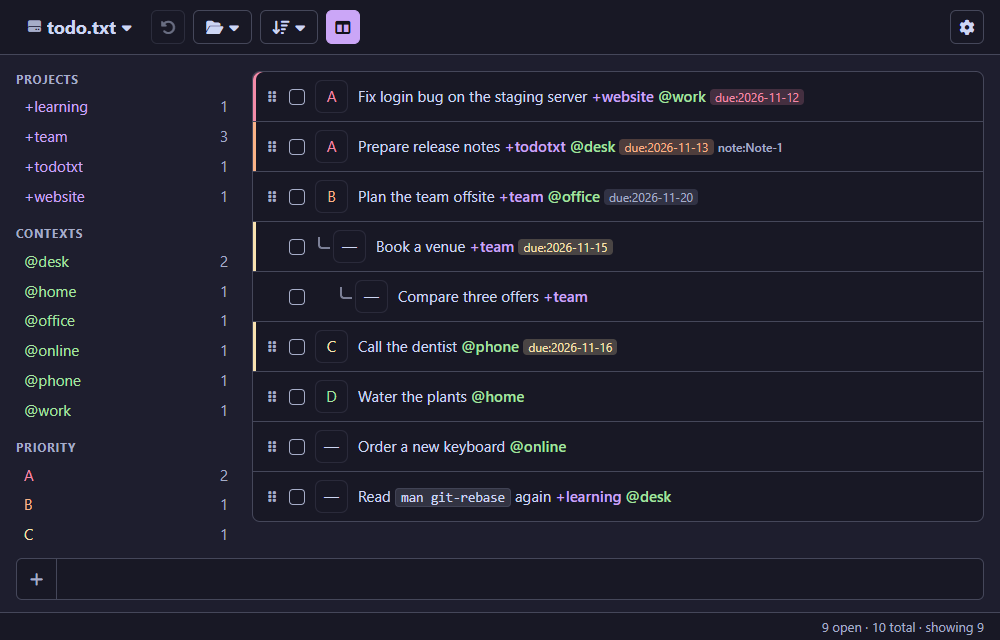 todo.txt
PROJECTS
+learning 1
+team 3
+todotxt 1
+website 1
CONTEXTS
@desk 2
@home 1
@office 1
@online 1
@phone 1
@work 1
PRIORITY
A 2
B 1
C 1
A Fix login bug on the staging server +website @work due:2026-11-12
A Prepare release notes +todotxt @desk due:2026-11-13 note:Note-1
B Plan the team offsite +team @office due:2026-11-20
— Book a venue +team due:2026-11-15
— Compare three offers +team
C Call the dentist @phone due:2026-11-16
D Water the plants @home
— Order a new keyboard @online
— Read man git-rebase again +learning @desk
+
9 open · 10 total · showing 9